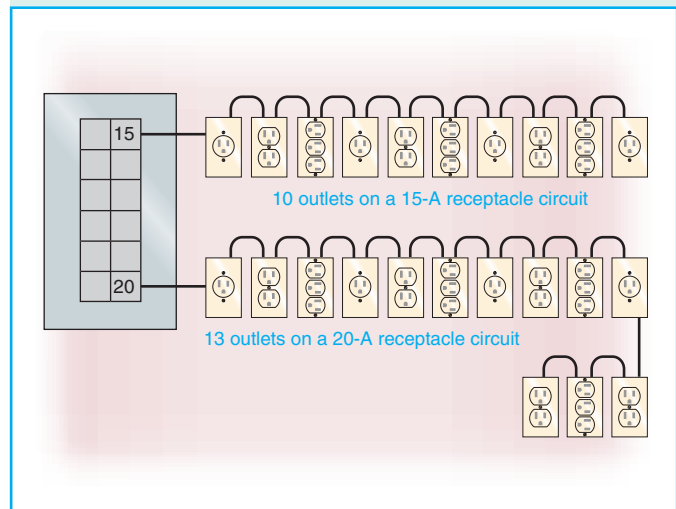 15
10 outlets on a 15-A receptacle circuit
20
13 outlets on a 20-A receptacle circuit